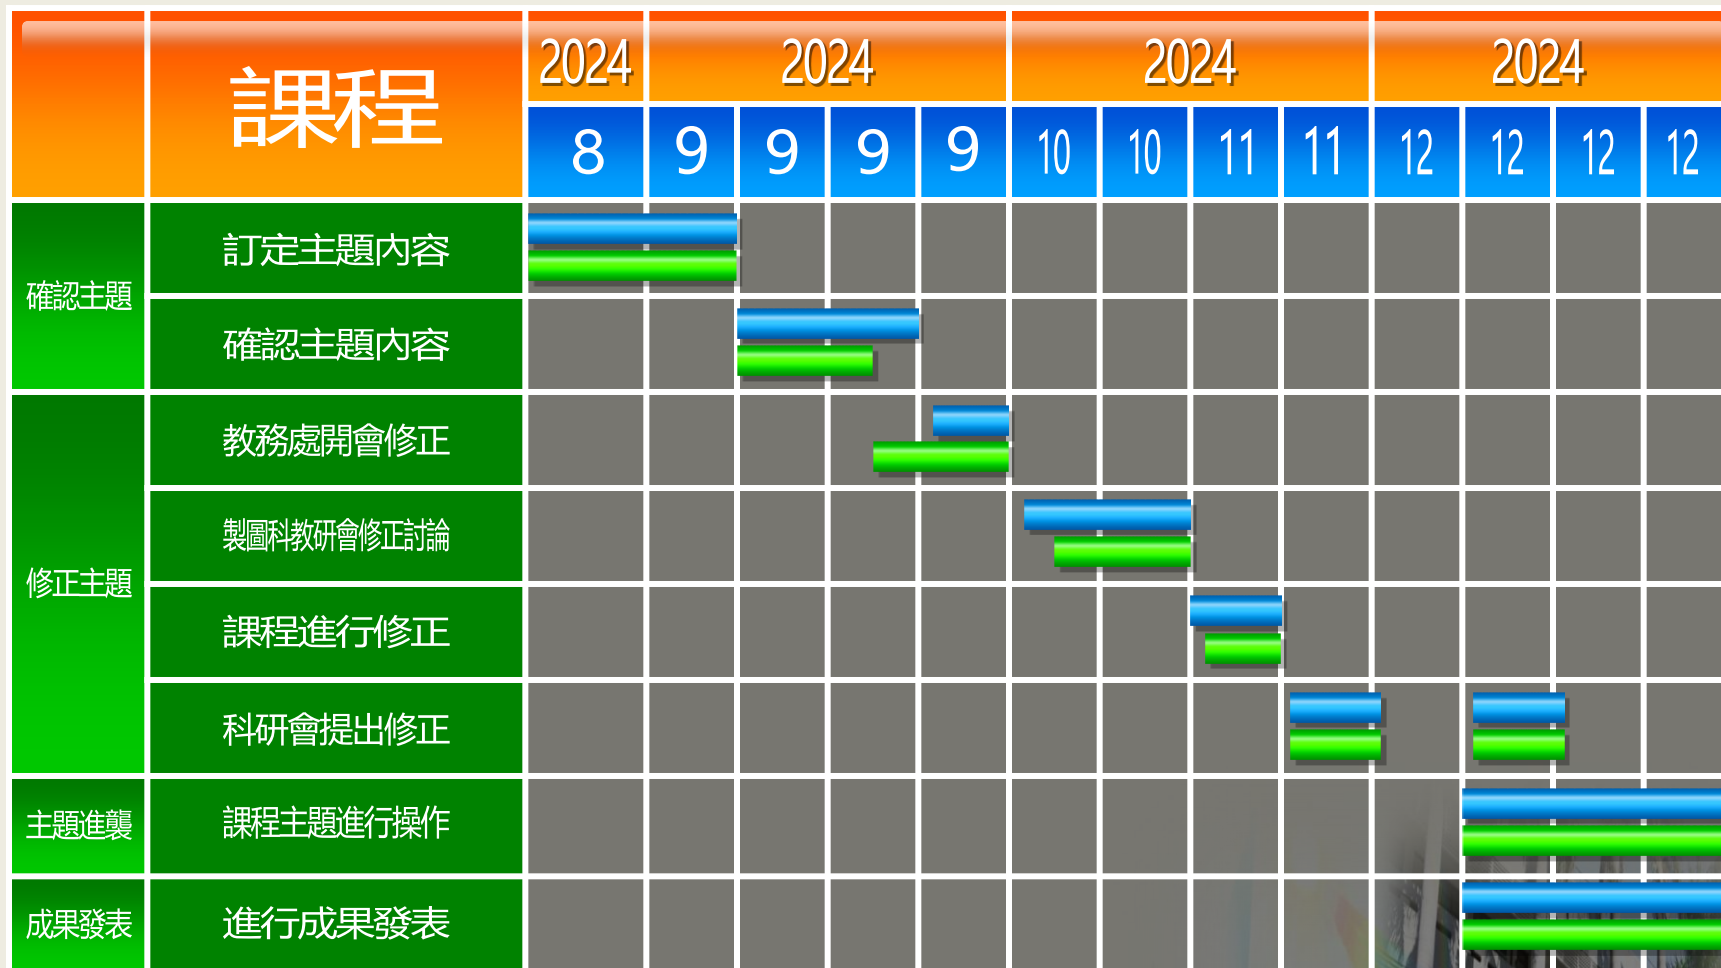 課程
2024 2024 2024 2024
8 9 9 9 9 10 10 11 11 12 12 12 12
確認主題
訂定主題內容
確認主題內容
修正主題
教務處開會修正
製圖科教研會修正討論
課程進行修正
科研會提出修正
主題進襲
課程主題進行操作
成果發表
進行成果發表